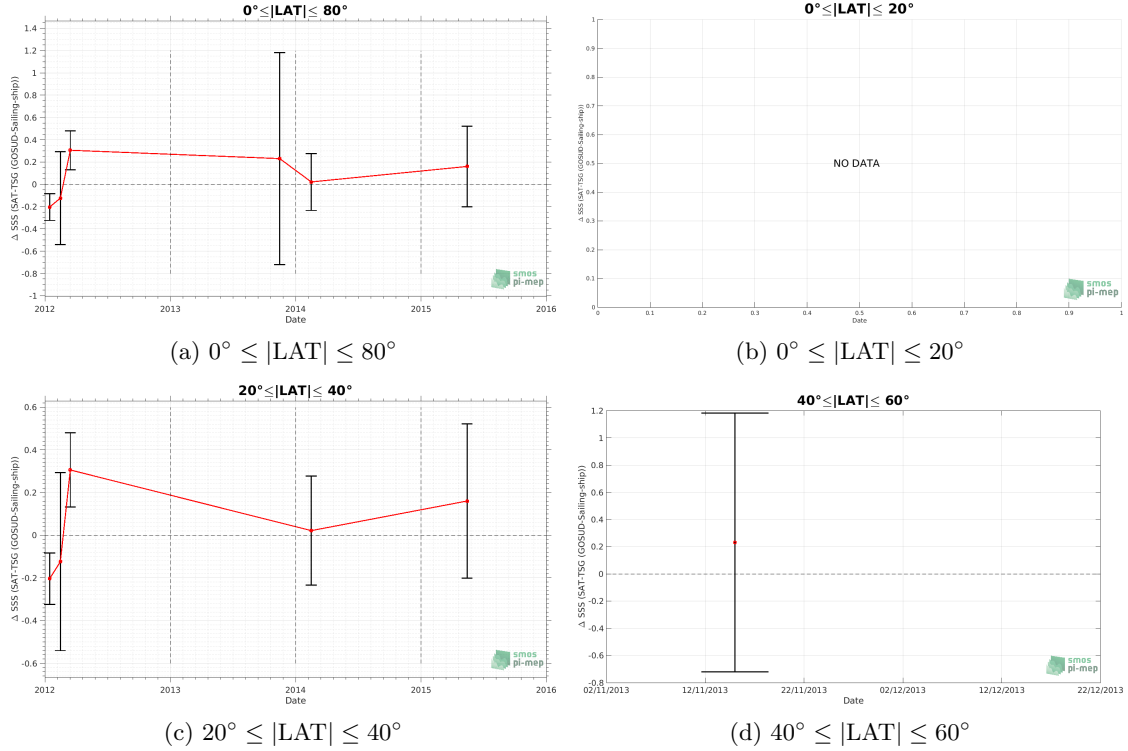 0°≤|LAT|≤ 80°
Δ SSS (SAT-TSG (GOSUD-Sailing-ship))
1.4
1.2
1
0.8
0.6
0.4
0.2
0
-0.2
-0.4
-0.6
-0.8
-1
2012 2013 2014 2015 2016
Date
smos
pi-mep
(a) 0° ≤ |LAT| ≤ 80°
0°≤|LAT|≤ 20°
Δ SSS (SAT-TSG (GOSUD-Sailing-ship))
1
0.9
0.8
0.7
0.6
0.5
0.4
0.3
0.2
0.1
0
NO DATA
0 0.1 0.2 0.3 0.4 0.5 0.6 0.7 0.8 0.9 1
Date
smos
pi-mep
(b) 0° ≤ |LAT| ≤ 20°
20°≤|LAT|≤ 40°
Δ SSS (SAT-TSG (GOSUD-Sailing-ship))
0.6
0.4
0.2
0
-0.2
-0.4
-0.6
2012 2013 2014 2015 2016
Date
smos
pi-mep
(c) 20° ≤ |LAT| ≤ 40°
40°≤|LAT|≤ 60°
Δ SSS (SAT-TSG (GOSUD-Sailing-ship))
1.2
1
0.8
0.6
0.4
0.2
0
-0.2
-0.4
-0.6
-0.8
02/11/2013 12/11/2013 22/11/2013 02/12/2013 12/12/2013 22/12/2013
Date
smos
pi-mep
(d) 40° ≤ |LAT| ≤ 60°